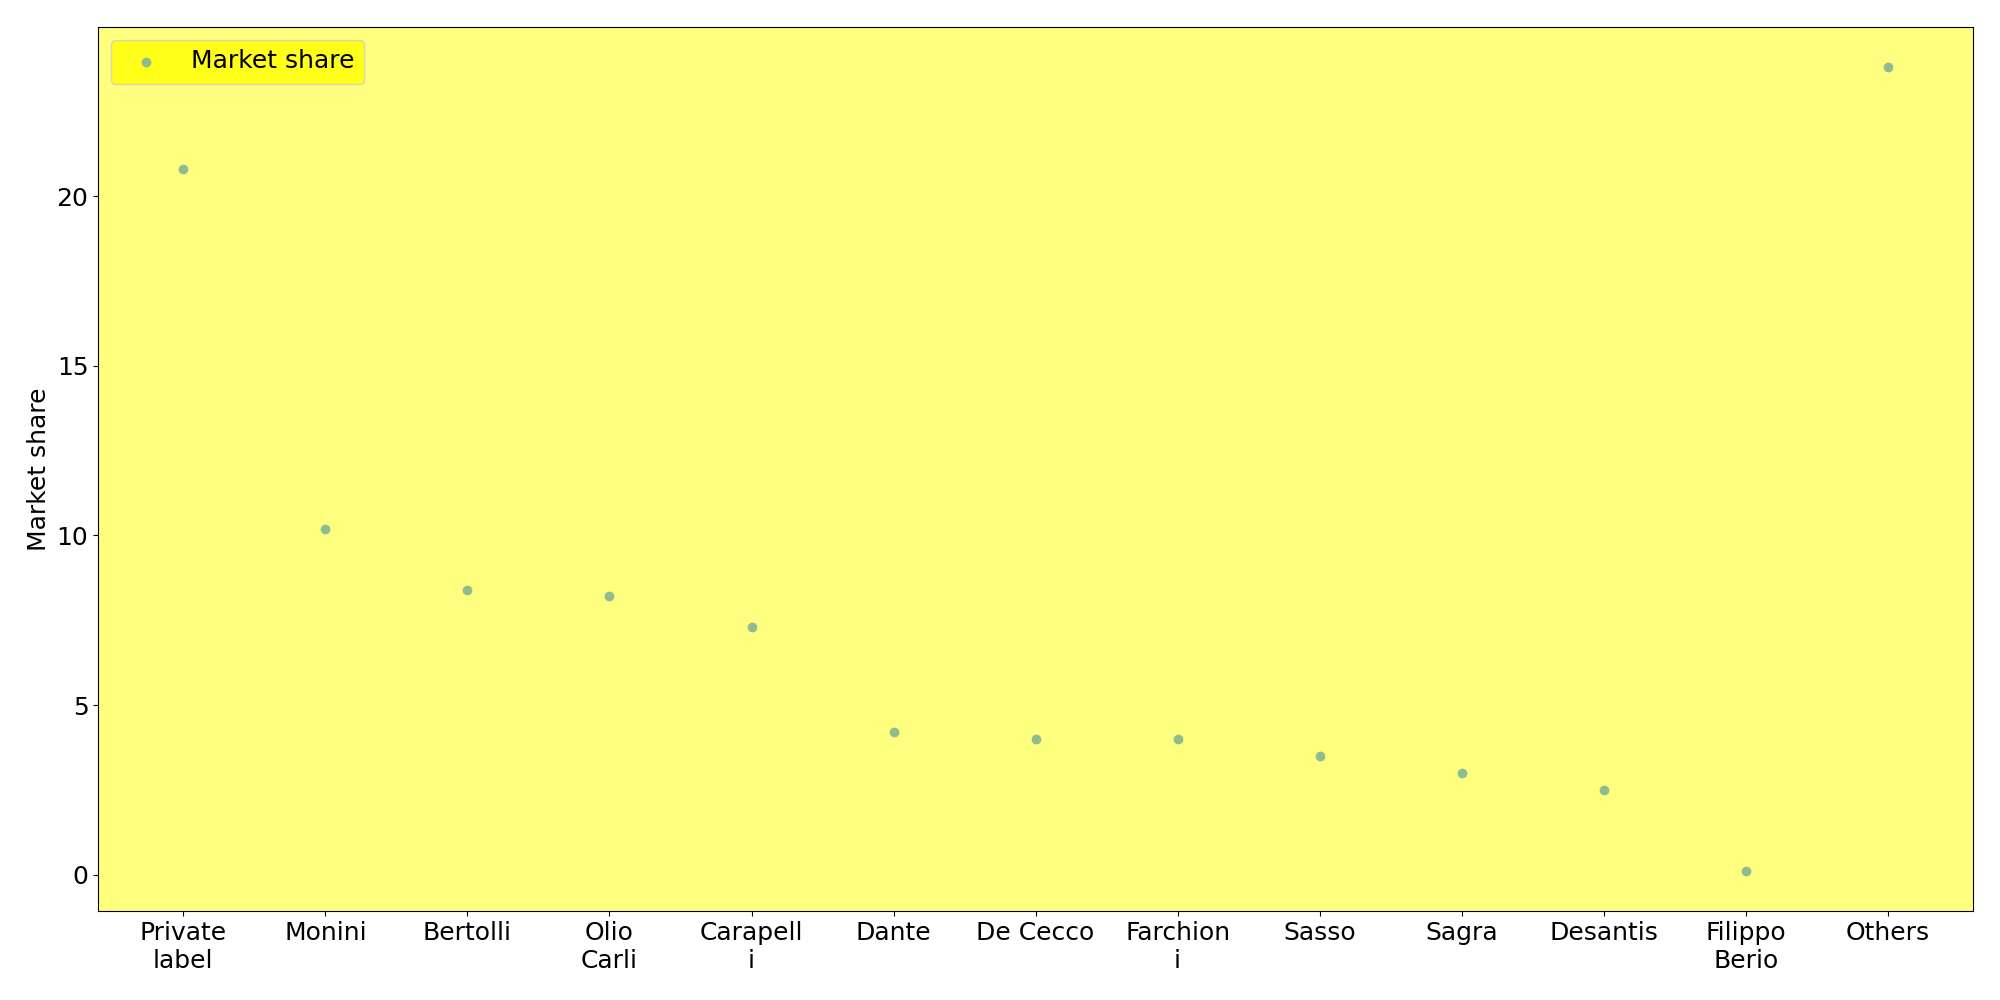 Market share
Market share
20
15
10
5
0
Private
label
Monini
Bertolli
Olio
Carli
Carapell
i
Dante
De Cecco
Farchion
i
Sasso
Sagra
Desantis
Filippo
Berio
Others